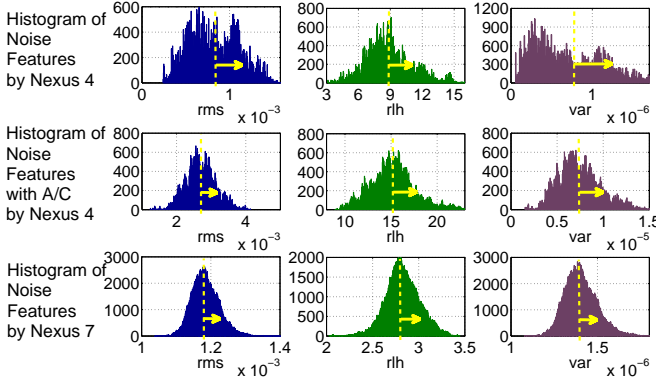 Histogram of
Noise
Features
by Nexus 4
600
400
200
0
0
1
rms
x 10⁻³
800
600
400
200
0
3
6
9
12
15
rlh
1200
900
600
300
0
0
1
var
x 10⁻⁶
Histogram of
Noise
Features
with A/C
by Nexus 4
800
600
400
200
0
2
4
rms
x 10⁻³
800
600
400
200
0
10
15
20
rlh
800
600
400
200
0
0
0.5
1
1.5
var
x 10⁻⁵
Histogram of
Noise
Features
by Nexus 7
3000
2000
1000
0
1
1.2
1.4
rms
x 10⁻³
2000
1500
1000
500
0
2
2.5
3
3.5
rlh
3000
2000
1000
0
1
1.5
var
x 10⁻⁶